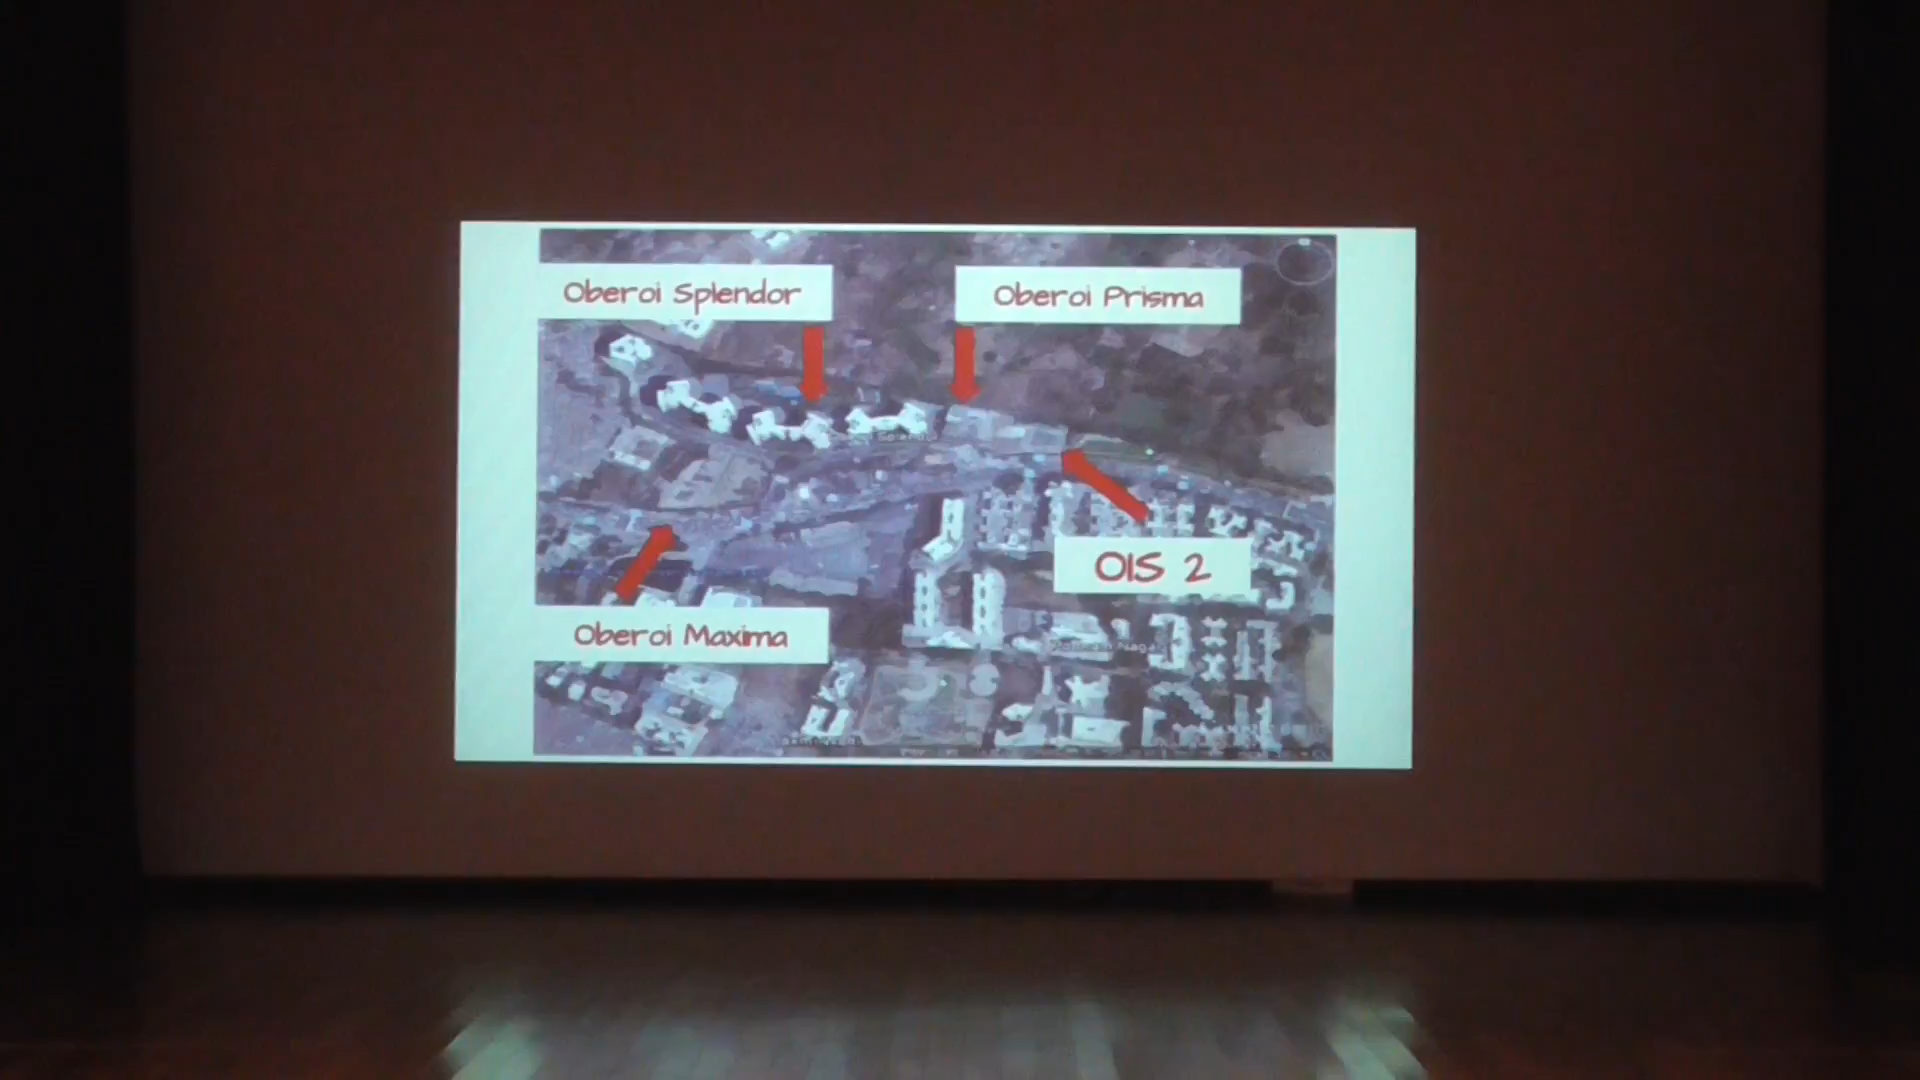 Oberoi Splendor
Oberoi Prisma
OIS 2
Oberoi Maxima